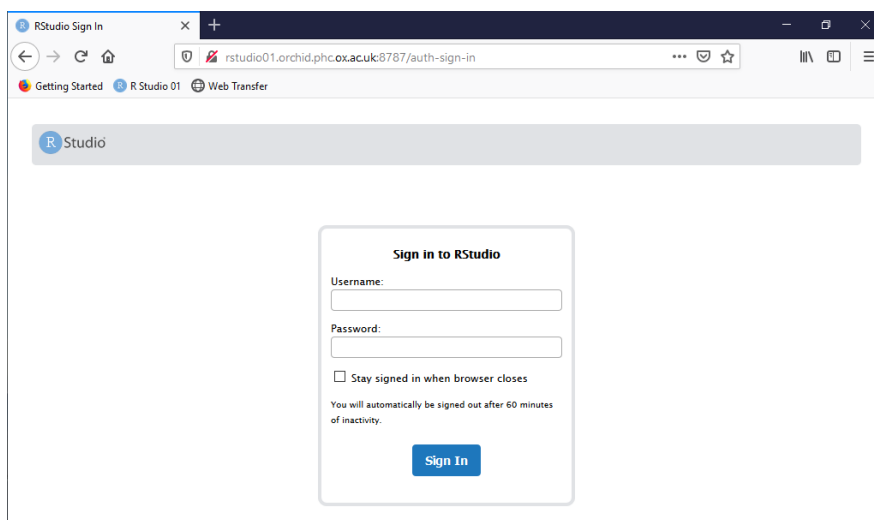 RStudio Sign In
rstudio01.orchid.phc.ox.ac.uk:8787/auth-sign-in
Getting Started R Studio 01 Web Transfer
R Studio
Sign in to RStudio
Username:
Password:
Stay signed in when browser closes
You will automatically be signed out after 60 minutes
of inactivity.
Sign In